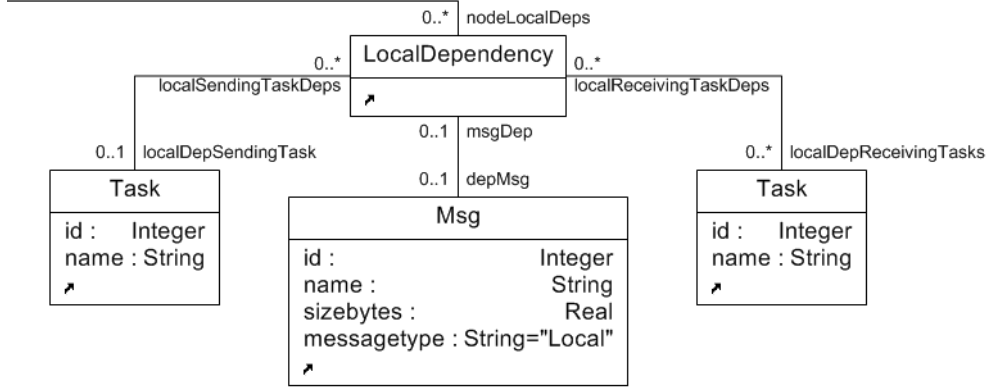 0..* nodeLocalDeps
LocalDependency
0..* 0..*
localSendingTaskDeps localReceivingTaskDeps
0..1 msgDep
0..1 localDepSendingTask 0..* localDepReceivingTasks
0..1 depMsg
Task Task
Msg
id : Integer id : Integer
name : String name : String
id : Integer
name : String
sizebytes : Real
messagetype : String="Local"